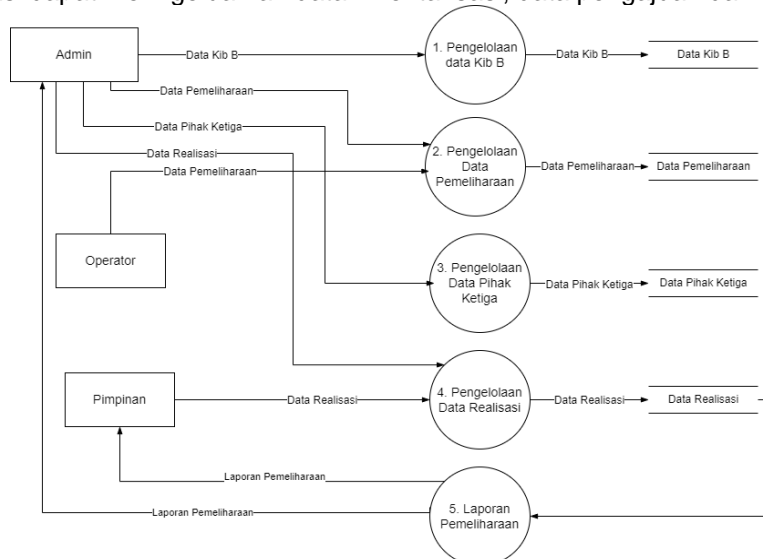 Admin
Data Kib B
1. Pengelolaan
data Kib B
Data Kib B
Data Kib B
Data Pemeliharaan
Data Pihak Ketiga
Data Realisasi
Data Pemeliharaan
2. Pengelolaan
Data
Pemeliharaan
Data Pemeliharaan
Data Pemeliharaan
Operator
3. Pengelolaan
Data Pihak
Ketiga
Data Pihak Ketiga
Data Pihak Ketiga
Pimpinan
Data Realisasi
4. Pengelolaan
Data Realisasi
Data Realisasi
Data Realisasi
Laporan Pemeliharaan
Laporan Pemeliharaan
5. Laporan
Pemeliharaan